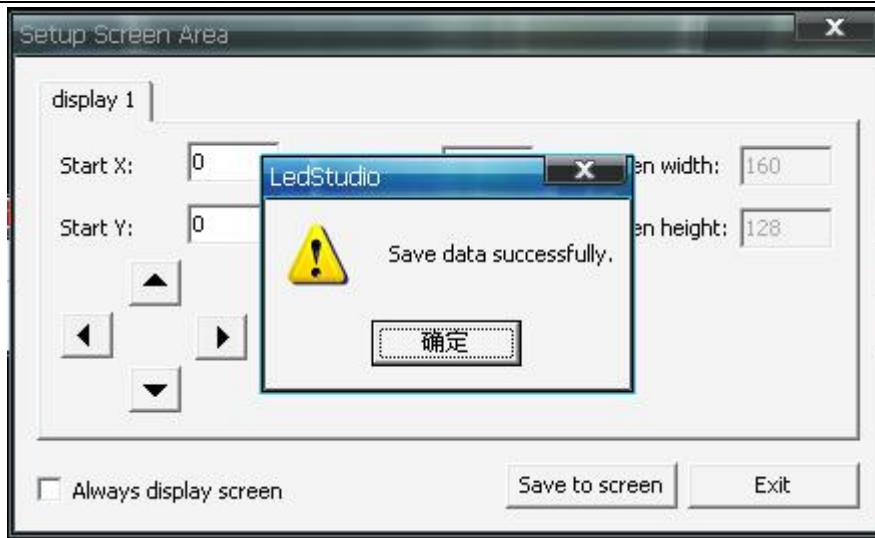 Setup Screen Area
display 1
Start X: 0
en width: 160
LedStudio
Start Y: 0
en height: 128
Save data successfully.
确定
Always display screen
Save to screen
Exit